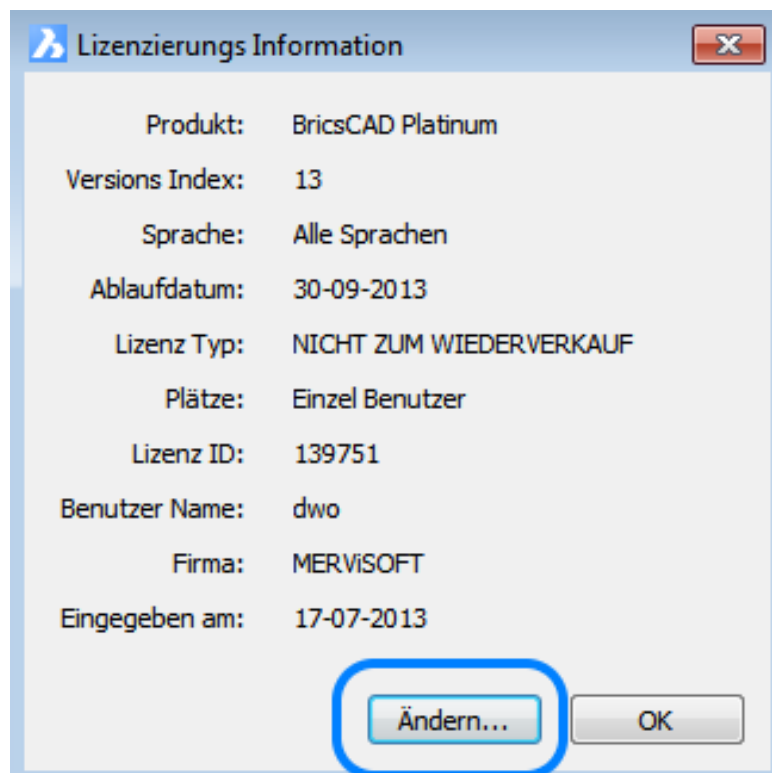 Lizenzierungs Information
Produkt: BricsCAD Platinum
Versions Index: 13
Sprache: Alle Sprachen
Ablaufdatum: 30-09-2013
Lizenz Typ: NICHT ZUM WIEDERVERKAUF
Plätze: Einzel Benutzer
Lizenz ID: 139751
Benutzer Name: dwo
Firma: MERViSOFT
Eingegeben am: 17-07-2013
Ändern... OK